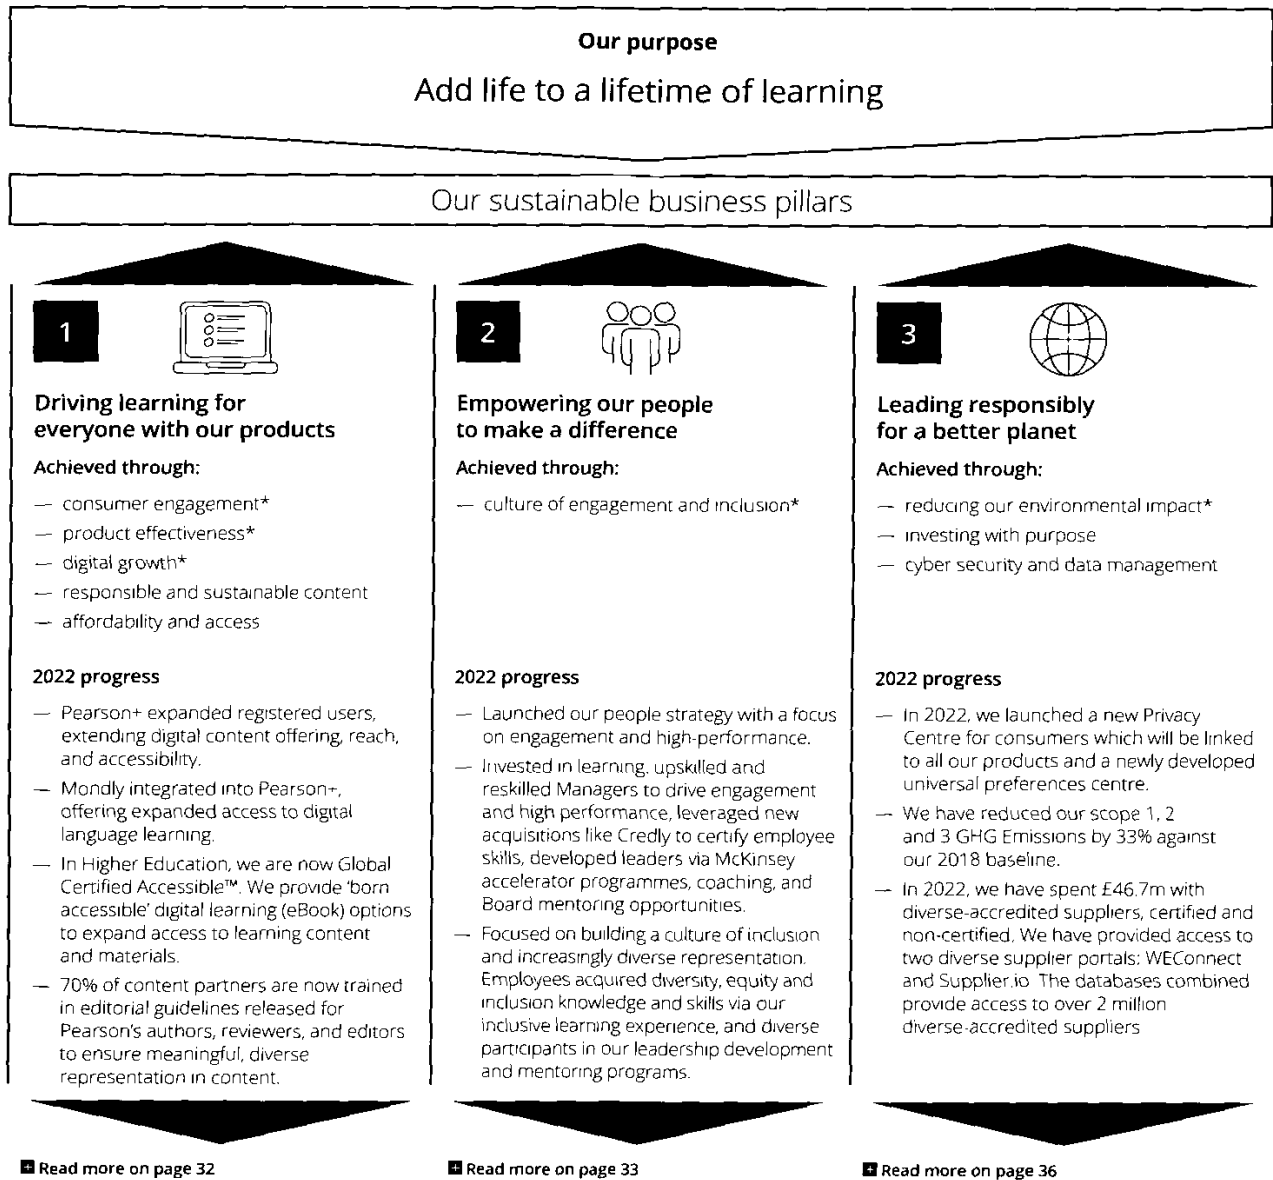 Our purpose
Add life to a lifetime of learning
Our sustainable business pillars
1
Driving learning for
everyone with our products
Achieved through:
— consumer engagement*
— product effectiveness*
— digital growth*
— responsible and sustainable content
— affordability and access
2022 progress
— Pearson+ expanded registered users,
extending digital content offering, reach,
and accessibility.
— Mondly integrated into Pearson+,
offering expanded access to digital
language learning.
— In Higher Education, we are now Global
Certified Accessible™. We provide ‘born
accessible’ digital learning (eBook) options
to expand access to learning content
and materials.
— 70% of content partners are now trained
in editorial guidelines released for
Pearson’s authors, reviewers, and editors
to ensure meaningful, diverse
representation in content.
Read more on page 32
2
Empowering our people
to make a difference
Achieved through:
— culture of engagement and inclusion*
2022 progress
— Launched our people strategy with a focus
on engagement and high-performance.
— Invested in learning, upskilled and
reskilled Managers to drive engagement
and high performance, leveraged new
acquisitions like Credly to certify employee
skills, developed leaders via McKinsey
accelerator programmes, coaching, and
Board mentoring opportunities.
— Focused on building a culture of inclusion
and increasingly diverse representation.
Employees acquired diversity, equity and
inclusion knowledge and skills via our
inclusive learning experience, and diverse
participants in our leadership development
and mentoring programs.
Read more on page 33
3
Leading responsibly
for a better planet
Achieved through:
— reducing our environmental impact*
— investing with purpose
— cyber security and data management
2022 progress
— In 2022, we launched a new Privacy
Centre for consumers which will be linked
to all our products and a newly developed
universal preferences centre.
— We have reduced our scope 1, 2
and 3 GHG Emissions by 33% against
our 2018 baseline.
— In 2022, we have spent £46.7m with
diverse-accredited suppliers, certified and
non-certified. We have provided access to
two diverse supplier portals: WEConnect
and Supplier.io The databases combined
provide access to over 2 million
diverse-accredited suppliers
Read more on page 36